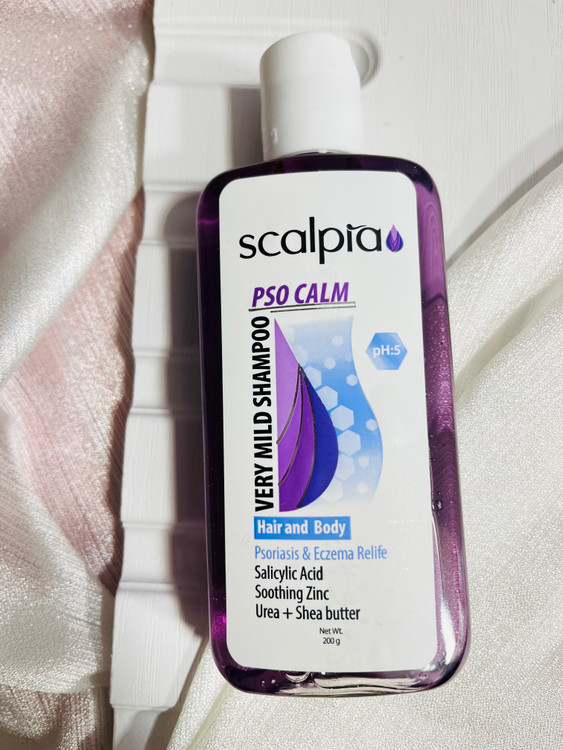 scalpia
PSO CALM
VERY MILD SHAMPOO
pH:5
Hair and Body
Psoriasis & Eczema Relife
Salicylic Acid
Soothing Zinc
Urea + Shea butter
Net Wt.
200 g